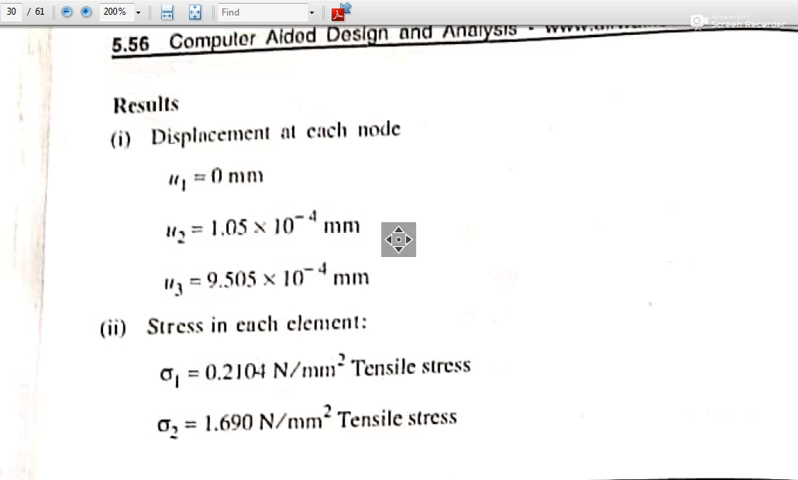 30 / 61 200% Find
Screen Recorder
5.56 Computer Aided Design and Analysis -
Results
(i) Displacement at each node
u₁ = 0 mm
u₂ = 1.05 × 10⁻⁴ mm
u₃ = 9.505 × 10⁻⁴ mm
(ii) Stress in each element:
σ₁ = 0.2104 N/mm² Tensile stress
σ₂ = 1.690 N/mm² Tensile stress